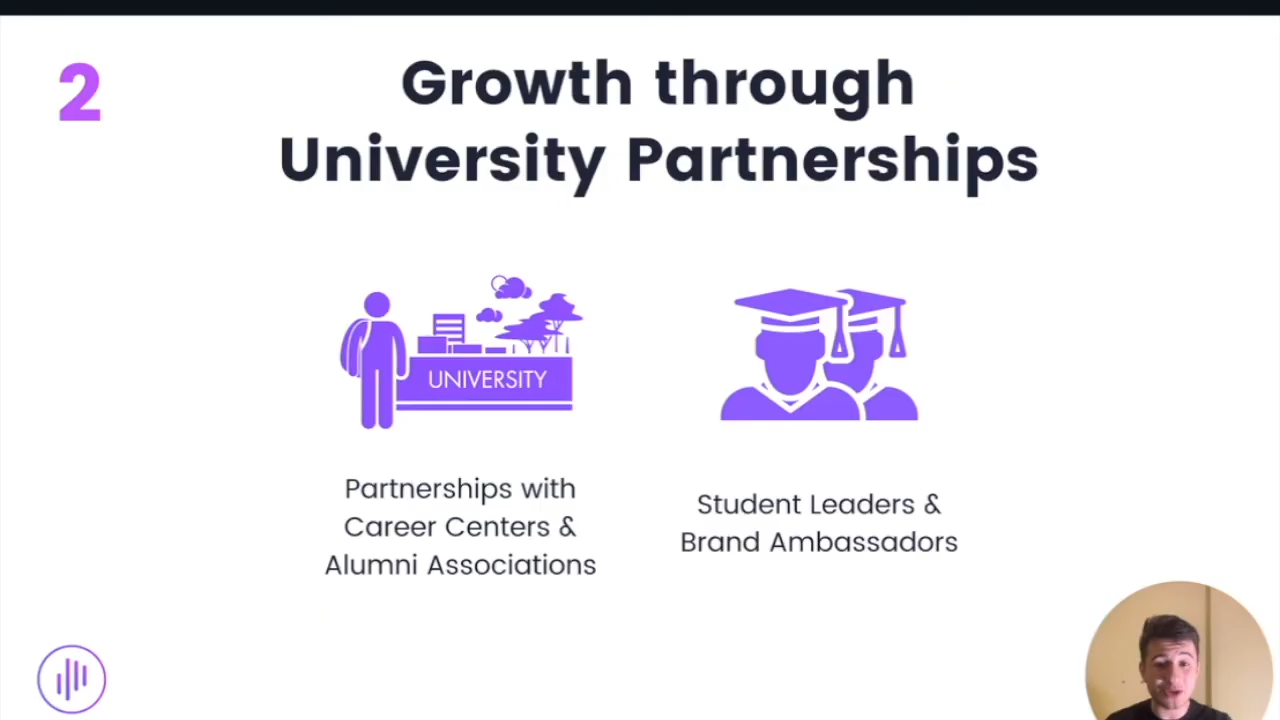 2
Growth through
University Partnerships
UNIVERSITY
Partnerships with
Career Centers &
Alumni Associations
Student Leaders &
Brand Ambassadors